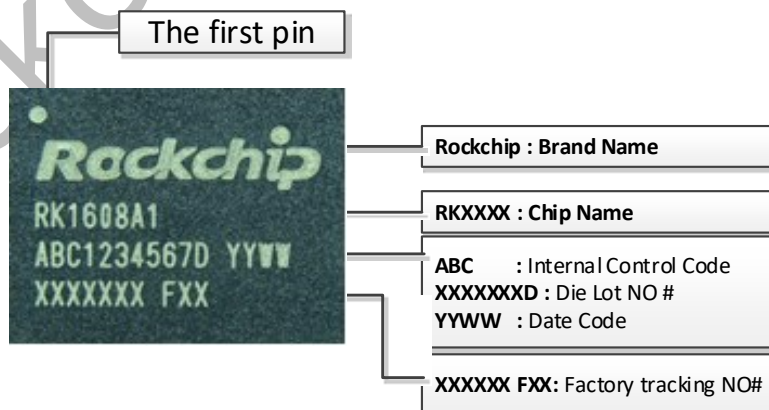 The first pin
Rockchip
RK1608A1
ABC1234567D YYWW
XXXXXXX FXX
Rockchip : Brand Name
RKXXXX : Chip Name
ABC : Internal Control Code
XXXXXXXD : Die Lot NO #
YYWW : Date Code
XXXXXX FXX: Factory tracking NO#